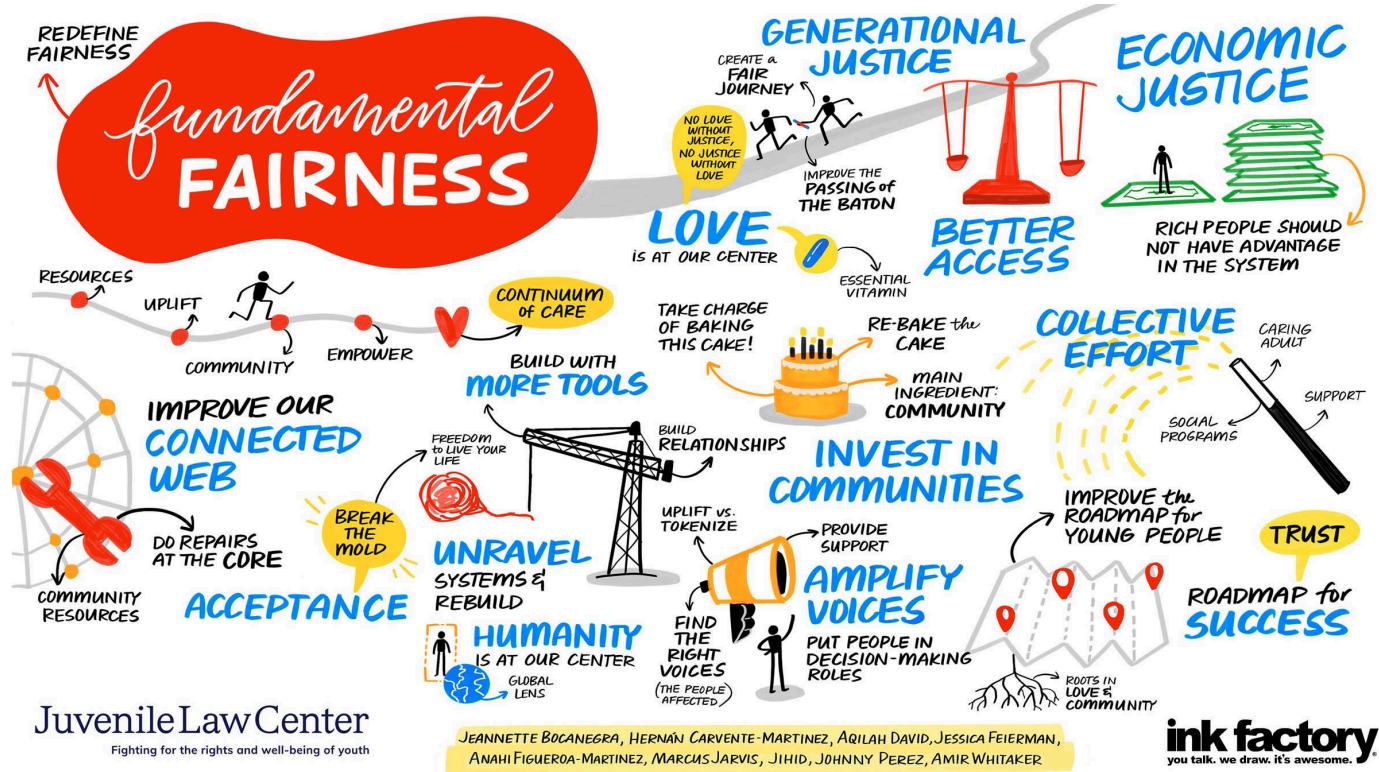 REDEFINE
FAIRNESS
fundamental
FAIRNESS
GENERATIONAL
JUSTICE
CREATE a
FAIR
JOURNEY
NO LOVE
WITHOUT
JUSTICE,
NO JUSTICE
WITHOUT
LOVE
IMPROVE THE
PASSING of
THE BATON
LOVE
IS AT OUR CENTER
ESSENTIAL
VITAMIN
BETTER
ACCESS
ECONOMIC
JUSTICE
RICH PEOPLE SHOULD
NOT HAVE ADVANTAGE
IN THE SYSTEM
RESOURCES
UPLIFT
COMMUNITY
EMPOWER
CONTINUUM
of CARE
BUILD WITH
MORE TOOLS
BUILD
RELATIONSHIPS
TAKE CHARGE
OF BAKING
THIS CAKE!
RE-BAKE the
CAKE
MAIN
INGREDIENT:
COMMUNITY
INVEST IN
COMMUNITIES
COLLECTIVE
EFFORT
CARING
ADULT
SUPPORT
SOCIAL
PROGRAMS
IMPROVE OUR
CONNECTED
WEB
DO REPAIRS
AT THE CORE
COMMUNITY
RESOURCES
BREAK
THE
MOLD
ACCEPTANCE
FREEDOM
to LIVE YOUR
LIFE
UNRAVEL
SYSTEMS &
REBUILD
HUMANITY
IS AT OUR CENTER
GLOBAL
LENS
UPLIFT vs.
TOKENIZE
PROVIDE
SUPPORT
AMPLIFY
VOICES
PUT PEOPLE IN
DECISION-MAKING
ROLES
FIND
THE
RIGHT
VOICES
(THE PEOPLE
AFFECTED)
IMPROVE the
ROADMAP for
YOUNG PEOPLE
TRUST
ROADMAP for
SUCCESS
ROOTS IN
LOVE &
COMMUNITY
Juvenile Law Center
Fighting for the rights and well-being of youth
JEANNETTE BOCANEGRA, HERNÁN CARVENTE-MARTINEZ, AQILAH DAVID, JESSICA FEIERMAN,
ANAHI FIGUEROA-MARTINEZ, MARCUS JARVIS, JIHID, JOHNNY PEREZ, AMIR WHITAKER
ink factory®
you talk. we draw. it's awesome.